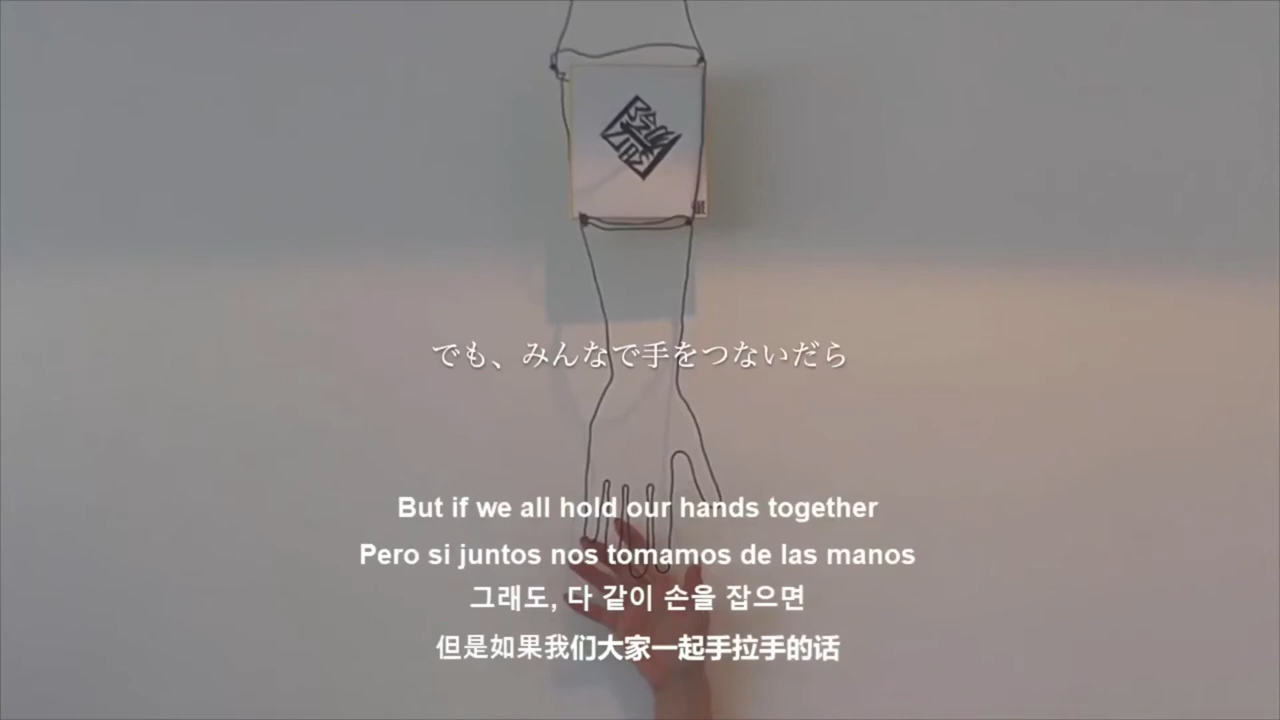 でも、みんなで手をつないだら
But if we all hold our hands together
Pero si juntos nos tomamos de las manos
그래도, 다 같이 손을 잡으면
但是如果我们大家一起手拉手的话